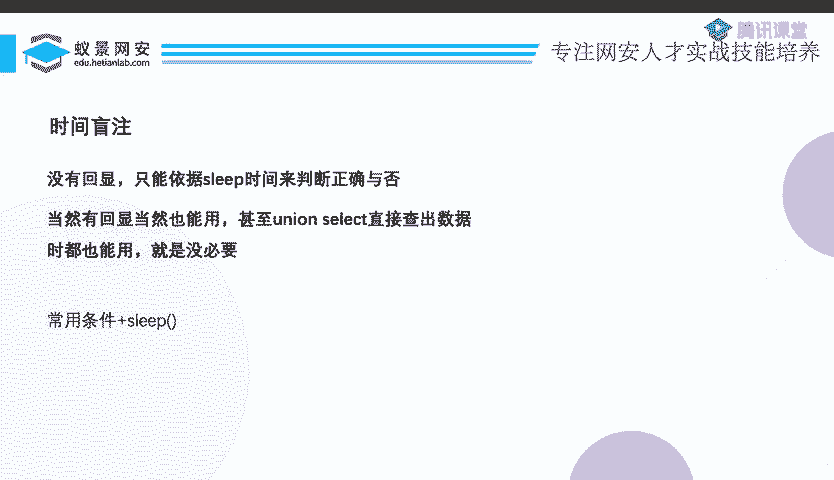 蚁景网安
edu.hetianlab.com
腾讯课堂
专注网安人才实战技能培养
时间盲注
没有回显，只能依据sleep时间来判断正确与否
当然有回显当然也能用，甚至union select直接查出数据
时都也能用，就是没必要
常用条件+sleep()